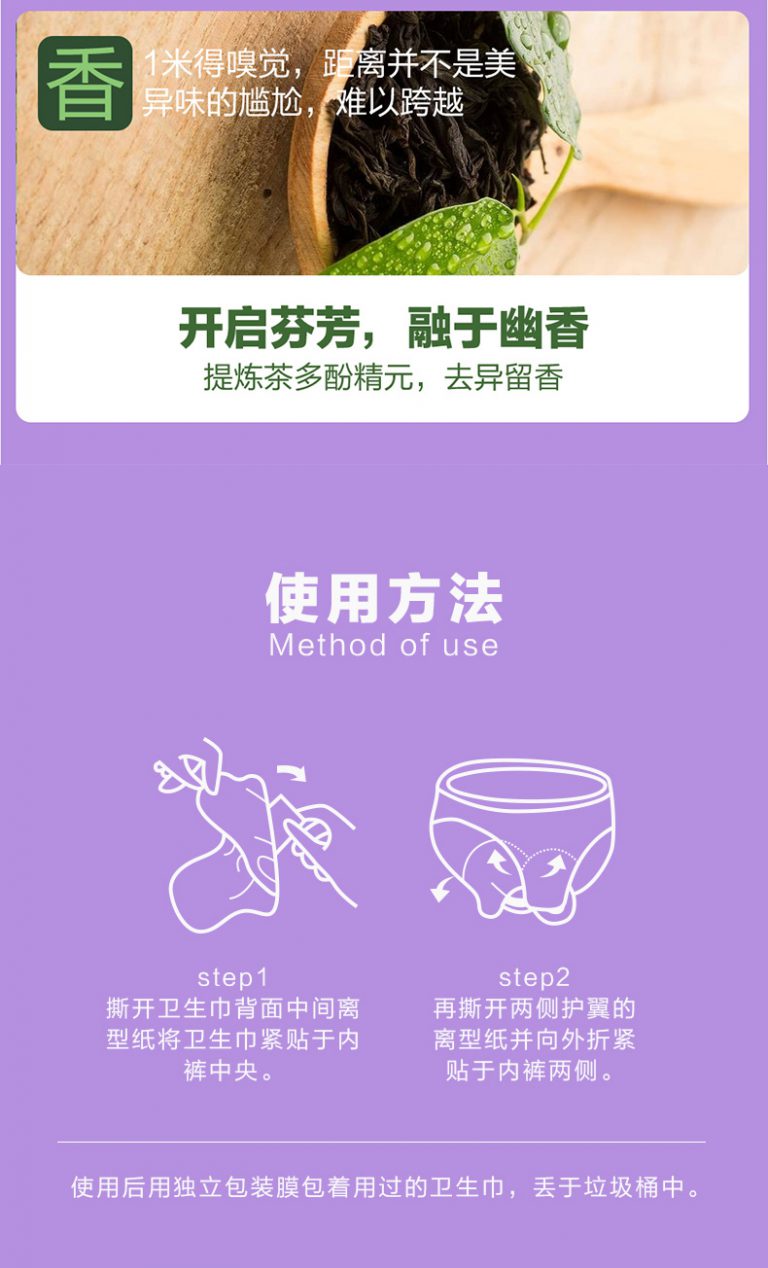 香
1米得嗅觉，距离并不是美
异味的尴尬，难以跨越
开启芬芳，融于幽香
提炼茶多酚精元，去异留香
使用方法
Method of use
step1
撕开卫生巾背面中间离
型纸将卫生巾紧贴于内
裤中央。
step2
再撕开两侧护翼的
离型纸并向外折紧
贴于内裤两侧。
使用后用独立包装膜包着用过的卫生巾，丢于垃圾桶中。